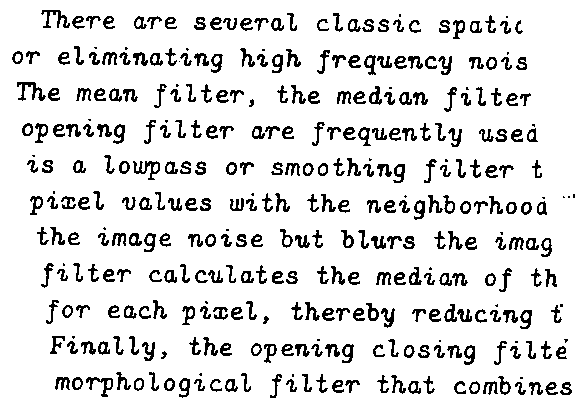 There are several classic spatic
or eliminating high frequency nois
The mean filter, the median filter
opening filter are frequently used
is a lowpass or smoothing filter t
pixel values with the neighborhood
the image noise but blurs the imag
filter calculates the median of th
for each pixel, thereby reducing t
Finally, the opening closing filte
morphological filter that combines